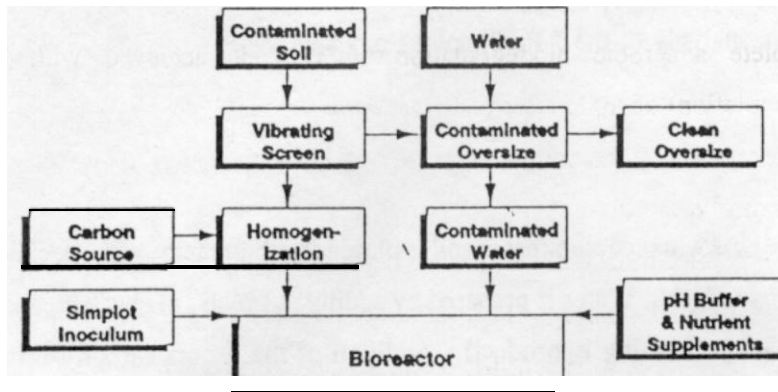 Contaminated
Soil
Water
Vibrating
Screen
Contaminated
Oversize
Clean
Oversize
Carbon
Source
Homogen-
ization
Contaminated
Water
Simplot
Inoculum
pH Buffer
& Nutrient
Supplements
Bioreactor